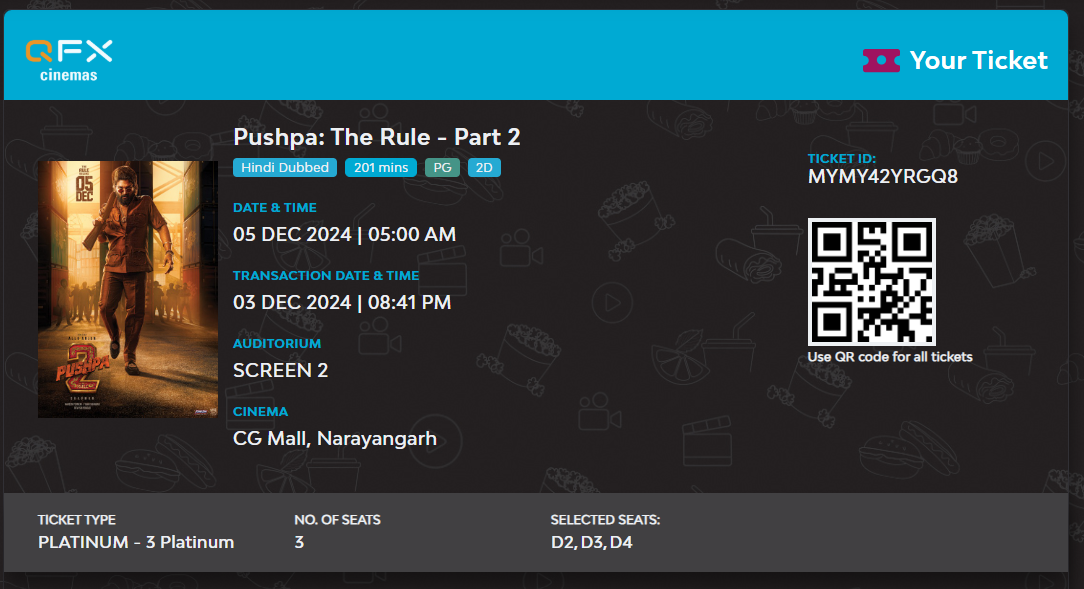 QFX
cinemas
Your Ticket
Pushpa: The Rule - Part 2
Hindi Dubbed 201 mins PG 2D
TICKET ID:
MYMY42YRGQ8
THE
RULE
05
DEC
DATE & TIME
05 DEC 2024 | 05:00 AM
TRANSACTION DATE & TIME
03 DEC 2024 | 08:41 PM
Use QR code for all tickets
AUDITORIUM
SCREEN 2
2
PUSHPA
SUKUMAR
CINEMA
CG Mall, Narayangarh
TICKET TYPE NO. OF SEATS SELECTED SEATS:
PLATINUM - 3 Platinum 3 D2, D3, D4